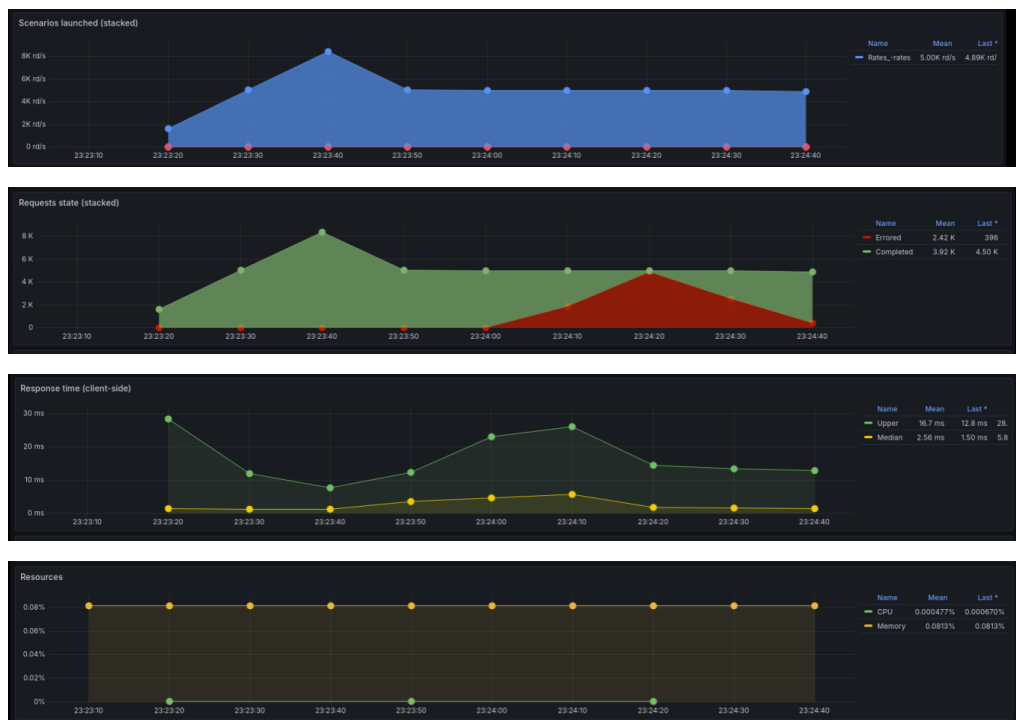 Scenarios launched (stacked)
Name Mean Last *
8K rd/s
Rates_-rates 5.00K rd/s 4.89K rd/
6K rd/s
4K rd/s
2K rd/s
0 rd/s
23:23:10 23:23:20 23:23:30 23:23:40 23:23:50 23:24:00 23:24:10 23:24:20 23:24:30 23:24:40
Requests state (stacked)
Name Mean Last *
8 K
Errored 2.42 K 396
Completed 3.92 K 4.50 K
6 K
4 K
2 K
0
23:23:10 23:23:20 23:23:30 23:23:40 23:23:50 23:24:00 23:24:10 23:24:20 23:24:30 23:24:40
Response time (client-side)
Name Mean Last *
30 ms
Upper 16.7 ms 12.8 ms 28.
Median 2.56 ms 1.50 ms 5.8
20 ms
10 ms
0 ms
23:23:10 23:23:20 23:23:30 23:23:40 23:23:50 23:24:00 23:24:10 23:24:20 23:24:30 23:24:40
Resources
Name Mean Last *
0.08%
CPU 0.000477% 0.000670%
Memory 0.0813% 0.0813%
0.06%
0.04%
0.02%
0%
23:23:10 23:23:20 23:23:30 23:23:40 23:23:50 23:24:00 23:24:10 23:24:20 23:24:30 23:24:40